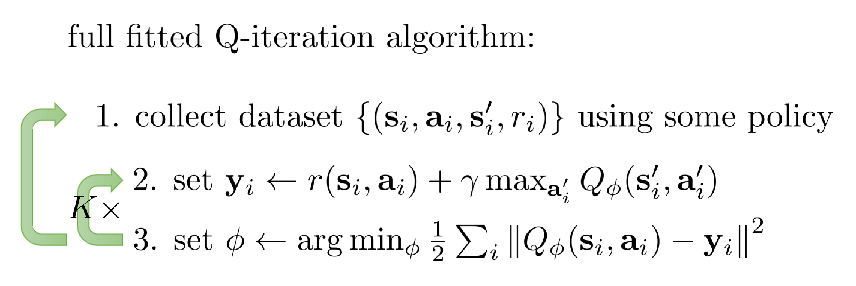 full fitted Q-iteration algorithm:
1. collect dataset {(𝐬ᵢ, 𝐚ᵢ, 𝐬′ᵢ, rᵢ)} using some policy
2. set 𝐲ᵢ ← r(𝐬ᵢ, 𝐚ᵢ) + γ max_{𝐚′ᵢ} Q_ϕ(𝐬′ᵢ, 𝐚′ᵢ)
K×
3. set ϕ ← arg min_ϕ ½ ∑ᵢ ‖Q_ϕ(𝐬ᵢ, 𝐚ᵢ) − 𝐲ᵢ‖²